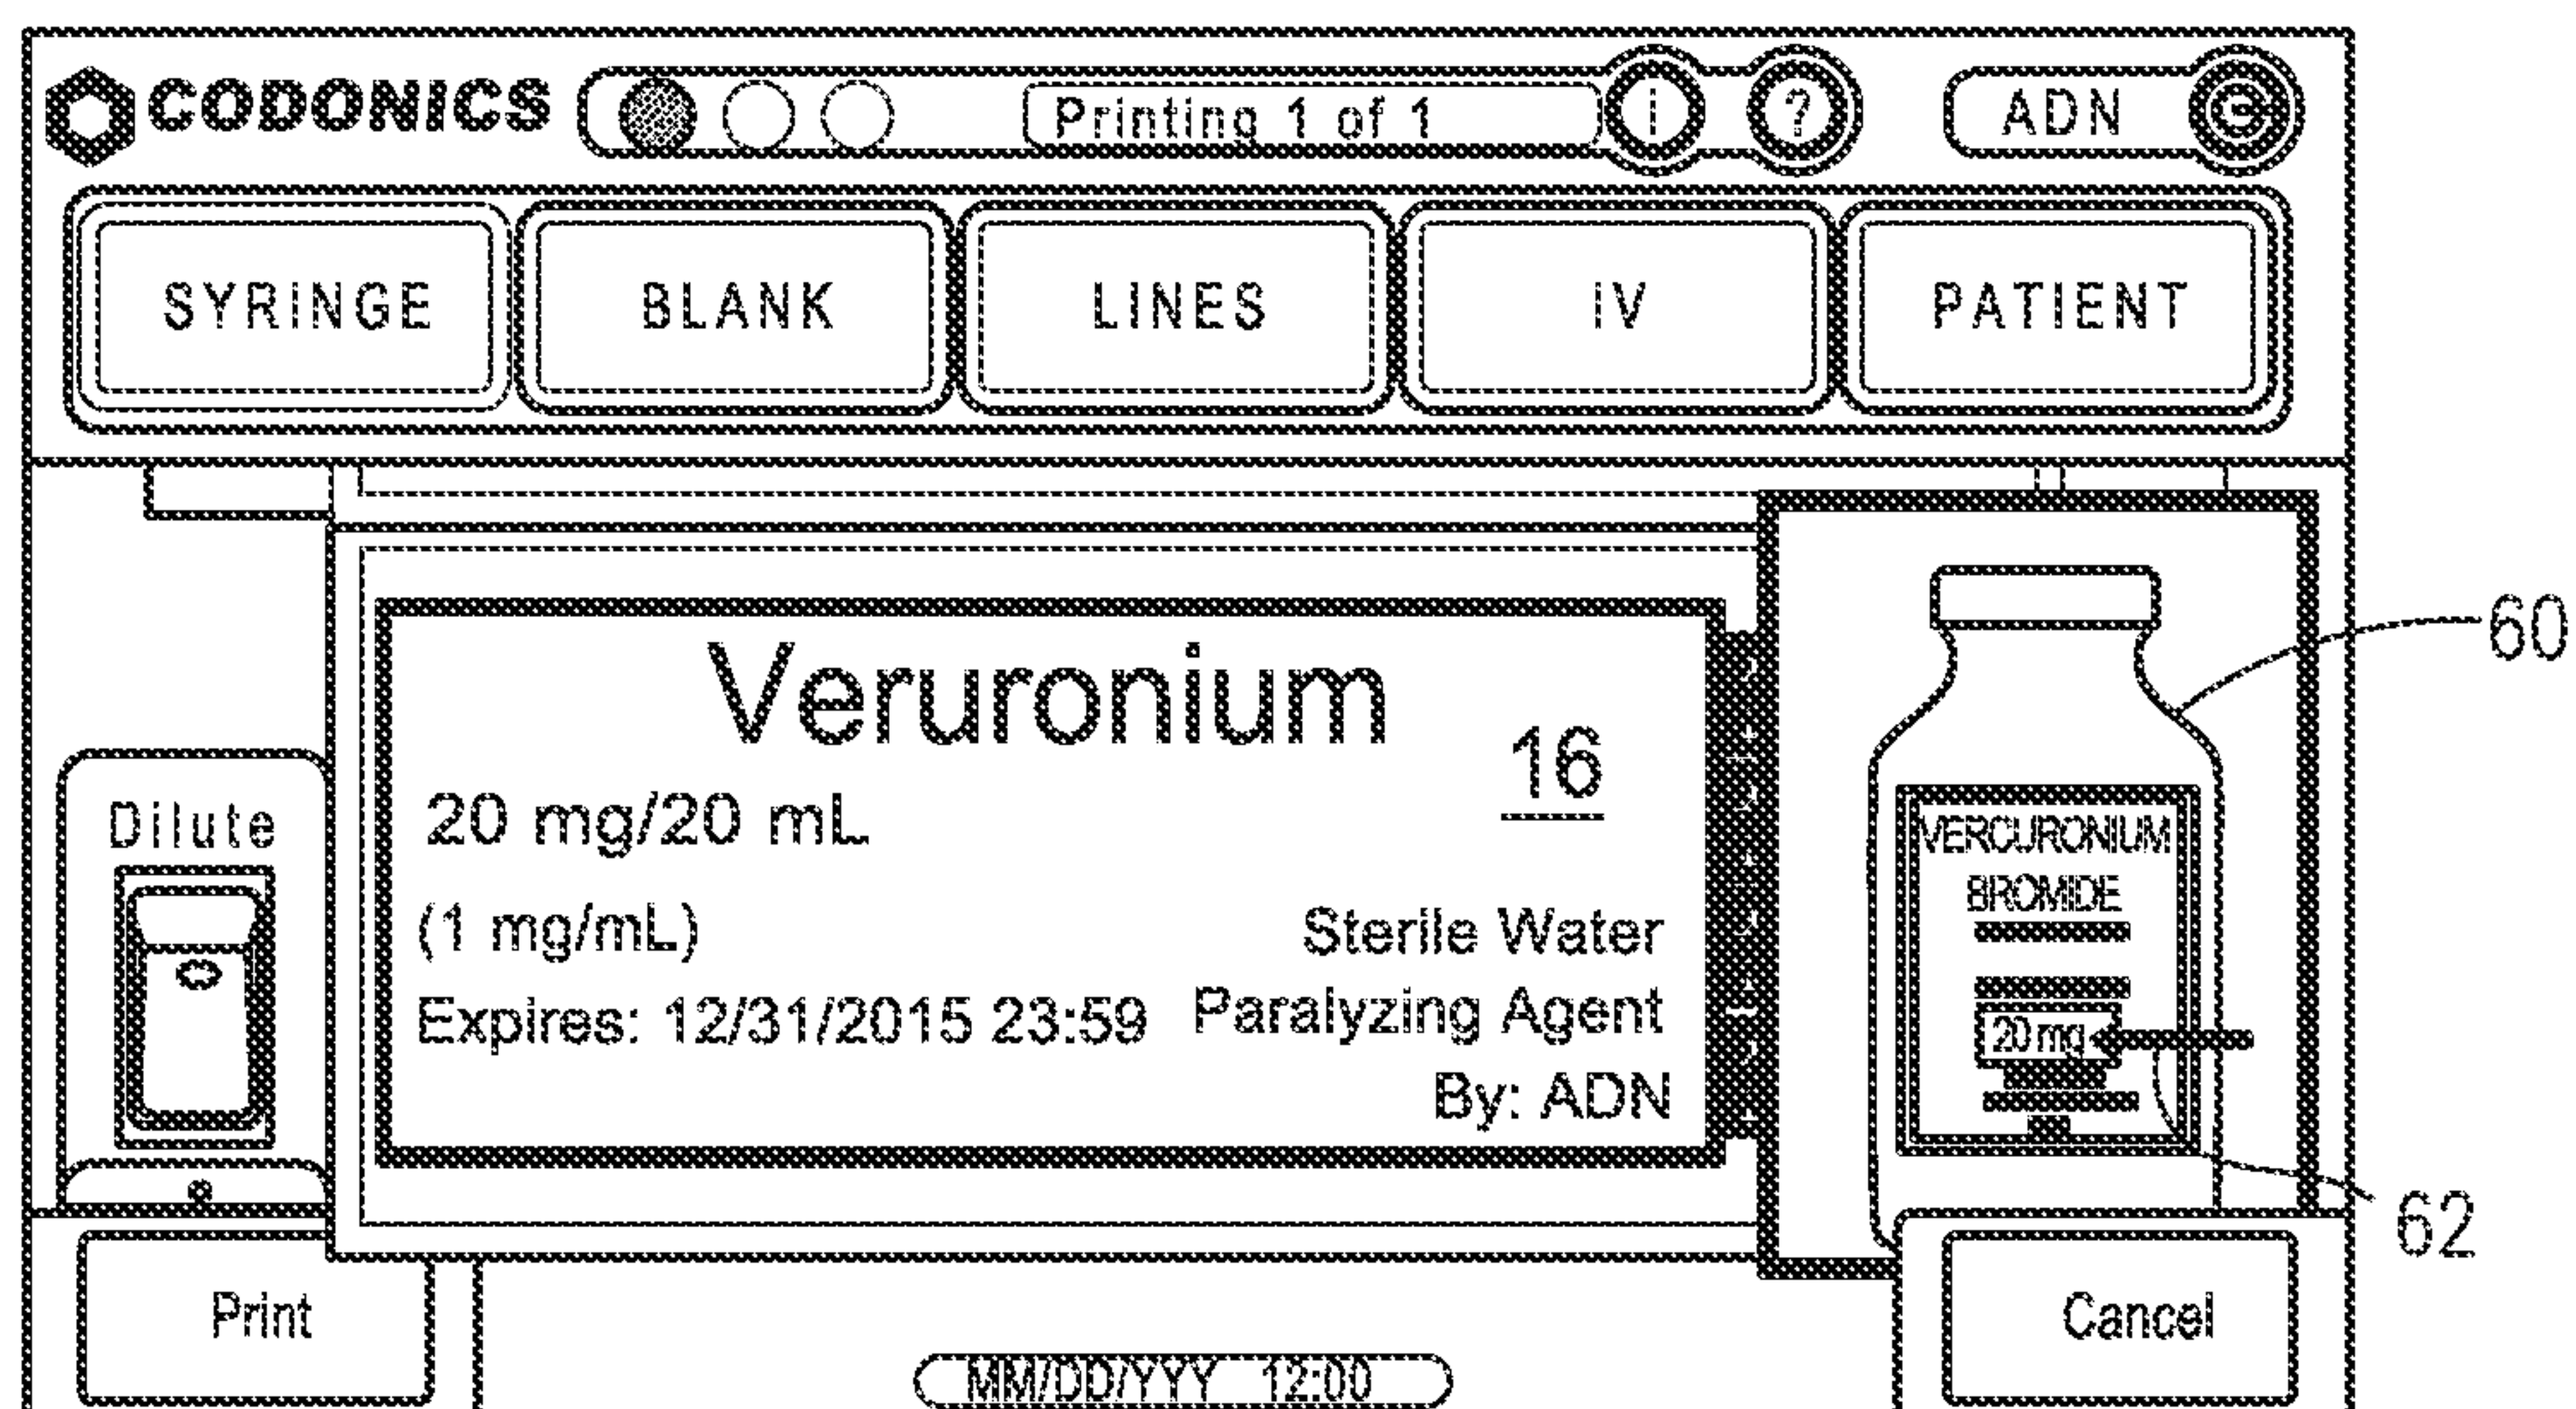 CODONICS Printing 1 of 1 i ? ADN
SYRINGE BLANK LINES IV PATIENT
Veruronium
16
20 mg/20 mL
(1 mg/mL)
Sterile Water
Expires: 12/31/2015 23:59
Paralyzing Agent
By: ADN
Dilute
VERCURONIUM
BROMIDE
20 mg
60
62
Print
Cancel
MM/DD/YYY 12:00